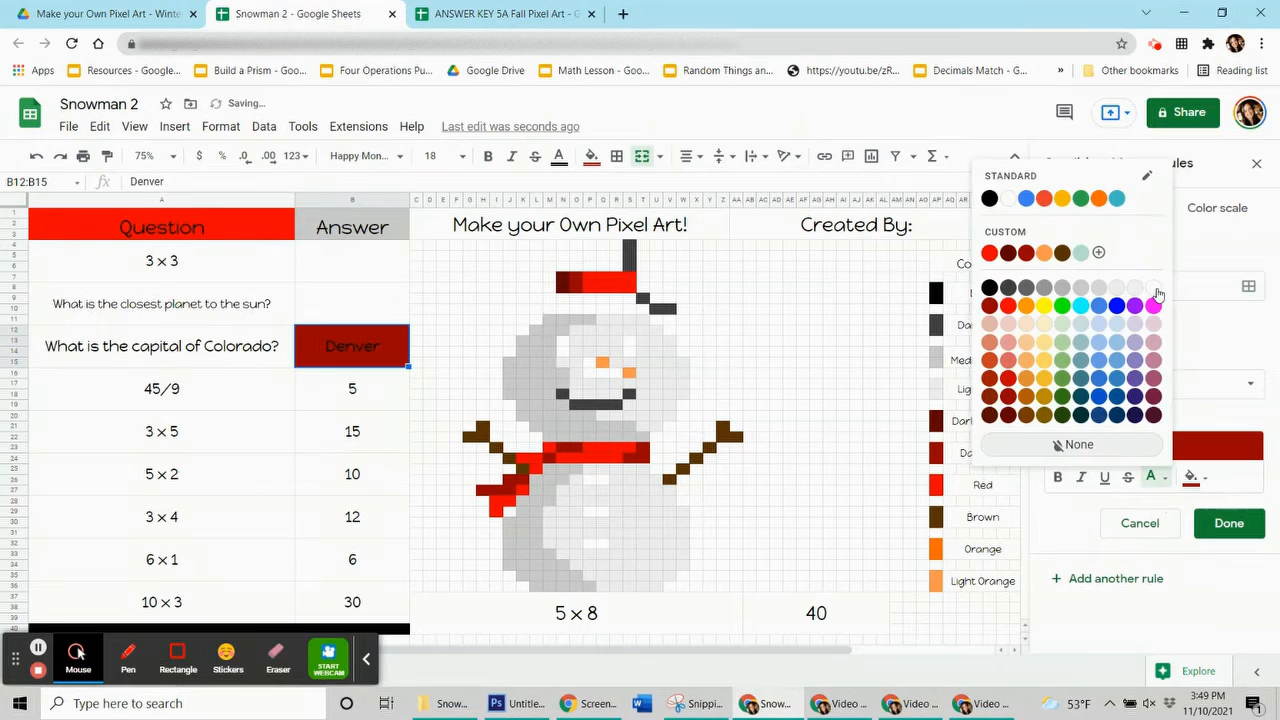 Make your Own Pixel Art - Winte
Snowman 2 - Google Sheets
ANSWER KEY 5A Fall Pixel Art - G
Apps
Resources - Google...
Build a Prism - Goo...
Four Operations Pu...
Google Drive
Math Lesson - Goo...
Random Things an...
https://youtu.be/zR...
Decimals Match - G...
»
Other bookmarks
Reading list
Snowman 2
Saving...
File Edit View Insert Format Data Tools Extensions Help Last edit was seconds ago
Share
75% $ % .0 .00 123 Happy Mon... 18 B I S A
B12:B15 fx Denver
Question Answer
Make your Own Pixel Art!
Created By:
3 x 3
What is the closest planet to the sun?
What is the capital of Colorado? Denver
45/9 5
3 x 5 15
5 x 2 10
3 x 4 12
6 x 1 6
10 x 3 30
5 x 8 40
Red
Brown
Orange
Light Orange
Color scale
STANDARD
CUSTOM
None
B I U S A
Cancel Done
+ Add another rule
Mouse Pen Rectangle Stickers Eraser START WEBCAM
Explore
Type here to search
Snow... Untitle... Screen... Snippi... Snow... Video ... Video ... Video ...
53°F
3:49 PM
11/10/2021